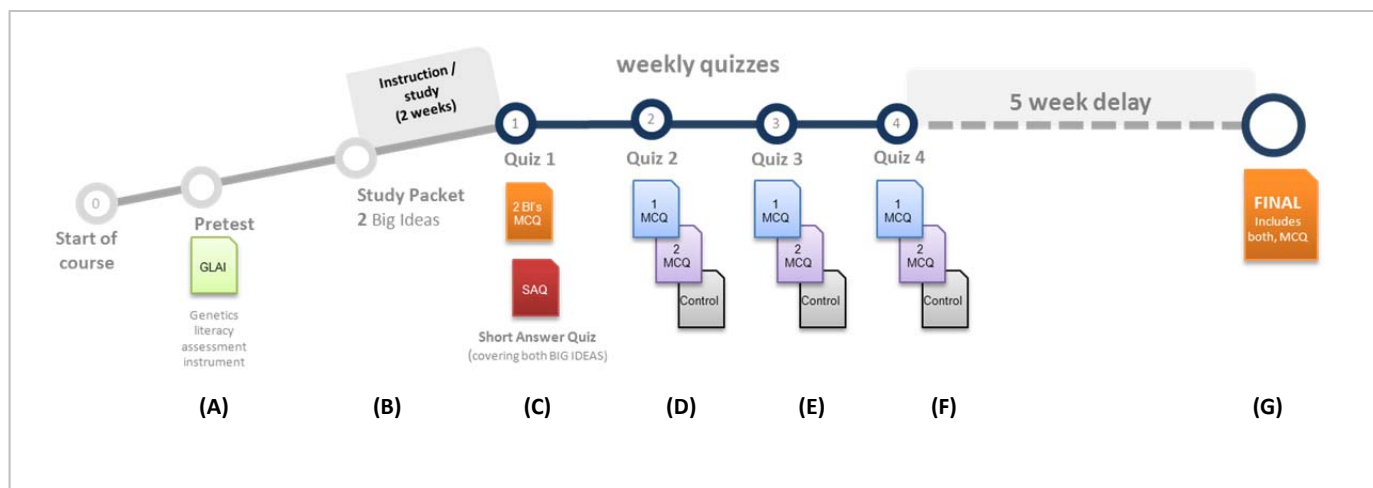 Instruction /
study
(2 weeks)
weekly quizzes
5 week delay
0
1
2
3
4
Start of
course
Pretest
GLAI
Genetics
literacy
assessment
instrument
Study Packet
2 Big Ideas
Quiz 1
2 BI's
MCQ
SAQ
Short Answer Quiz
(covering both BIG IDEAS)
Quiz 2
1
MCQ
2
MCQ
Control
Quiz 3
1
MCQ
2
MCQ
Control
Quiz 4
1
MCQ
2
MCQ
Control
FINAL
Includes
both, MCQ
(A)
(B)
(C)
(D)
(E)
(F)
(G)